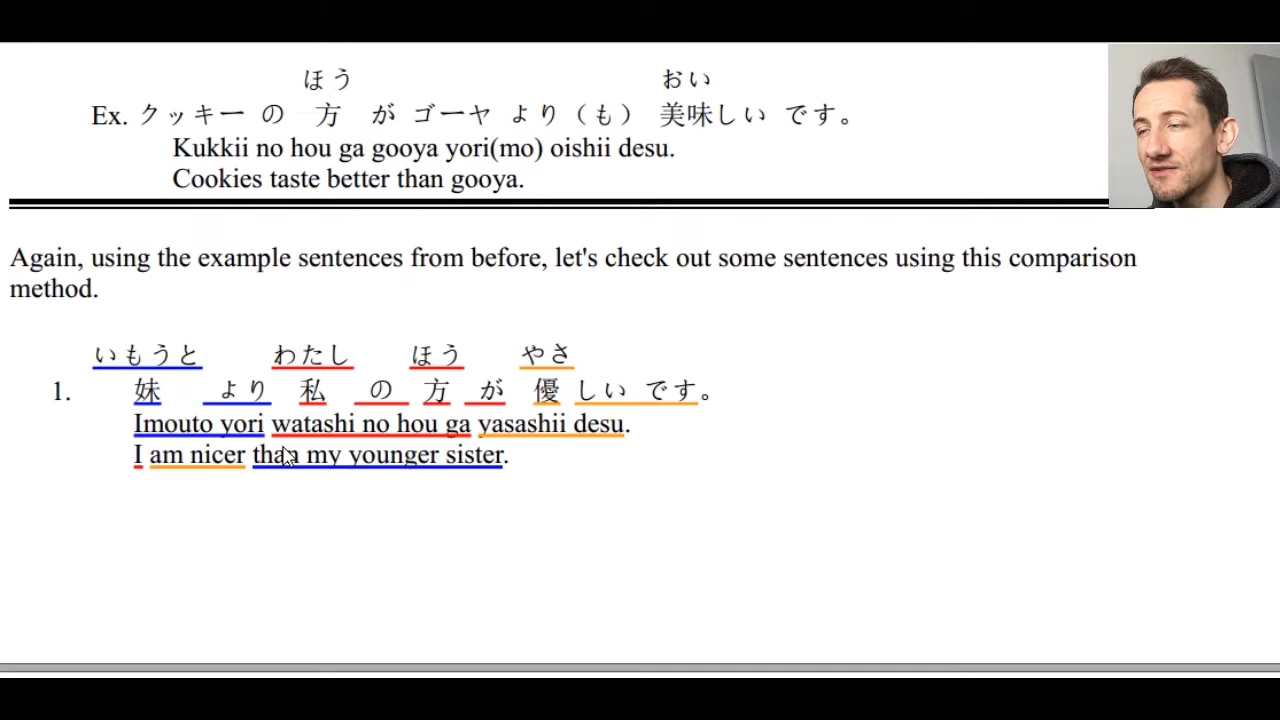 ほう おい
Ex. クッキー の 方 が ゴーヤ より（も） 美味しい です。
Kukkii no hou ga gooya yori(mo) oishii desu.
Cookies taste better than gooya.
Again, using the example sentences from before, let's check out some sentences using this comparison
method.
いもうと わたし ほう やさ
1. 妹 より 私 の 方 が 優しい です。
Imouto yori watashi no hou ga yasashii desu.
I am nicer than my younger sister.